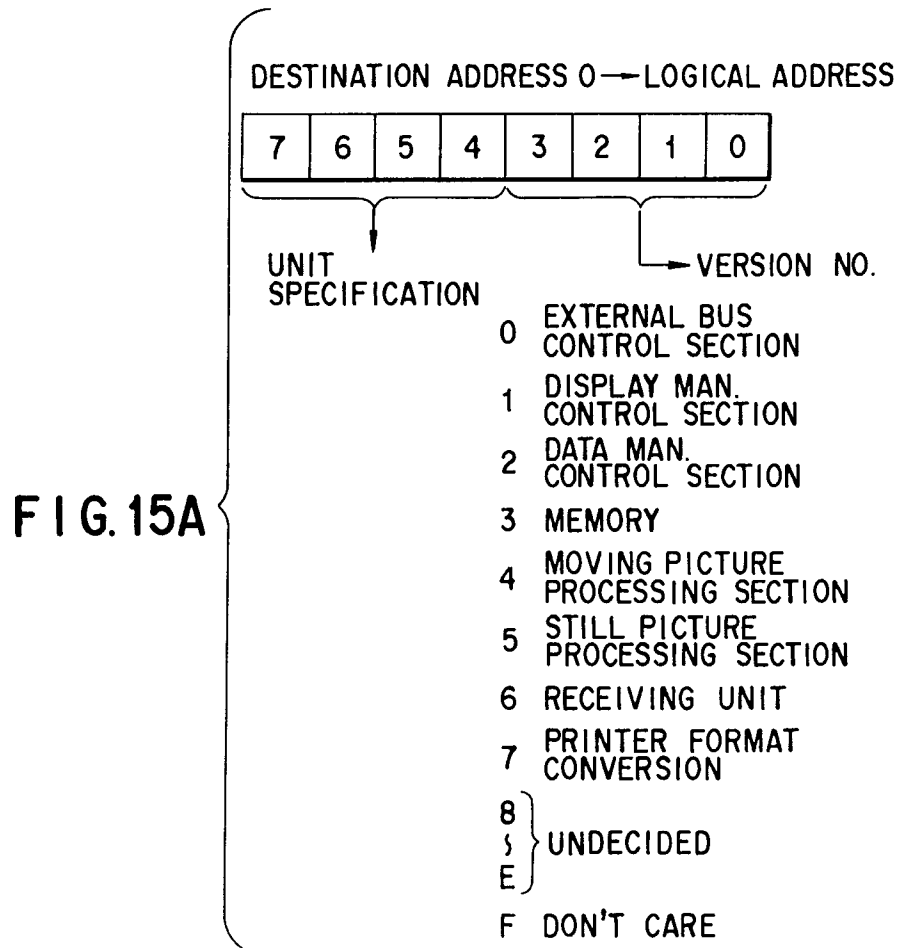 DESTINATION ADDRESS 0→LOGICAL ADDRESS
7 6 5 4 3 2 1 0
UNIT
SPECIFICATION
VERSION NO.
0 EXTERNAL BUS
CONTROL SECTION
1 DISPLAY MAN.
CONTROL SECTION
2 DATA MAN.
CONTROL SECTION
3 MEMORY
4 MOVING PICTURE
PROCESSING SECTION
5 STILL PICTURE
PROCESSING SECTION
6 RECEIVING UNIT
7 PRINTER FORMAT
CONVERSION
8
~
E
UNDECIDED
F DON'T CARE
FIG. 15A